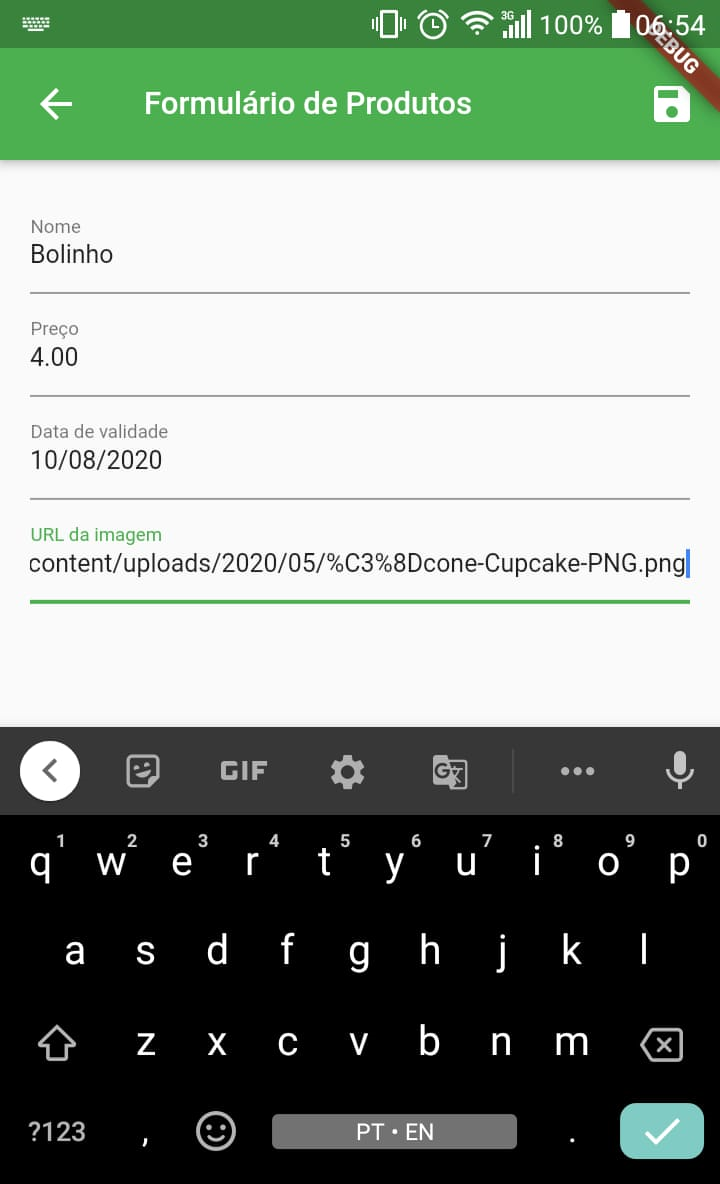 3G 100% 06:54
DEBUG
Formulário de Produtos
Nome
Bolinho
Preço
4.00
Data de validade
10/08/2020
URL da imagem
content/uploads/2020/05/%C3%8Dcone-Cupcake-PNG.png
GIF G
1 2 3 4 5 6 7 8 9 0
q w e r t y u i o p
a s d f g h j k l
z x c v b n m
?123 , PT • EN .